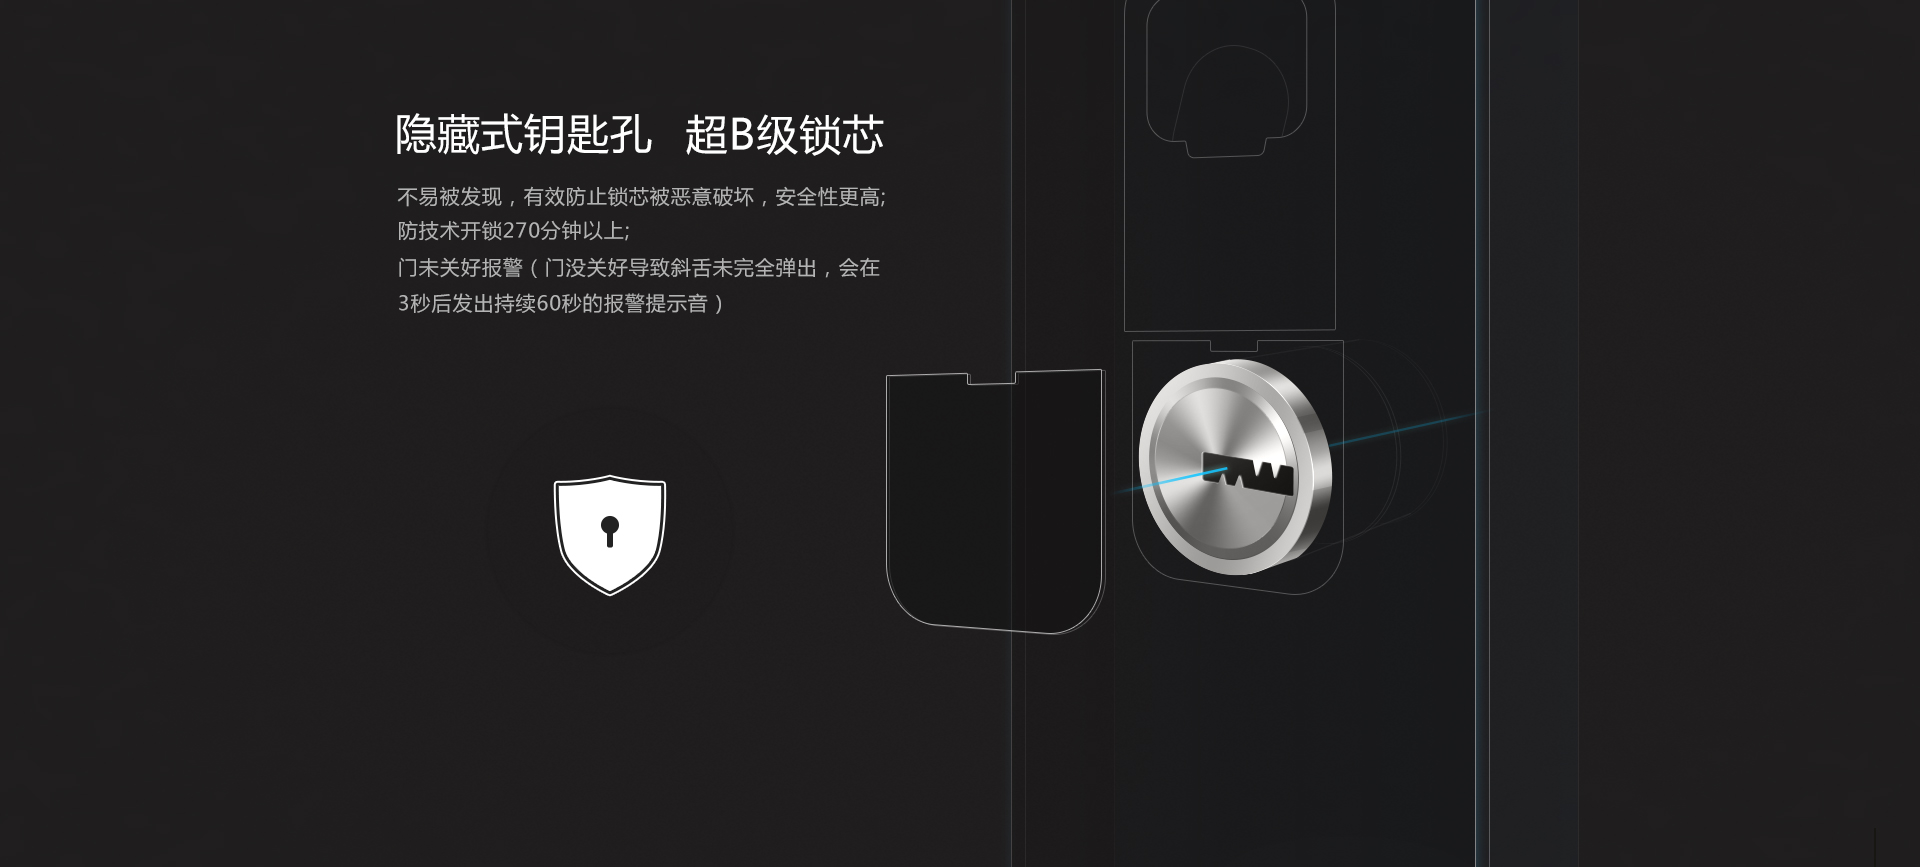 隐藏式钥匙孔 超B级锁芯
不易被发现，有效防止锁芯被恶意破坏，安全性更高;
防技术开锁270分钟以上;
门未关好报警（门没关好导致斜舌未完全弹出，会在
3秒后发出持续60秒的报警提示音）